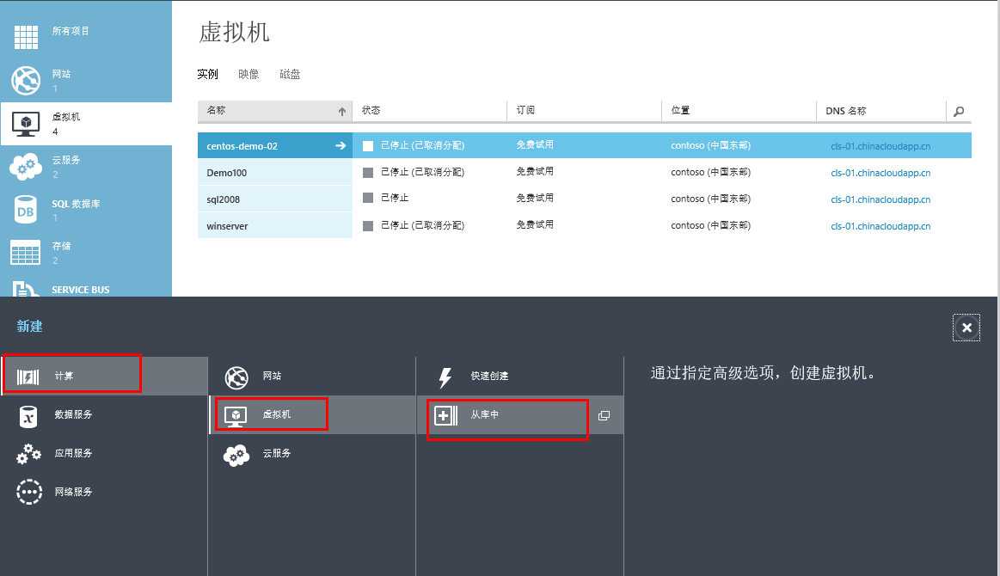 所有项目
网站
1
虚拟机
4
云服务
2
SQL 数据库
1
DB
存储
2
SERVICE BUS
虚拟机
实例 映像 磁盘
名称 状态 订阅 位置 DNS 名称
centos-demo-02 已停止 (已取消分配) 免费试用 contoso (中国东部) cls-01.chinacloudapp.cn
Demo100 已停止 (已取消分配) 免费试用 contoso (中国东部) cls-01.chinacloudapp.cn
sql2008 已停止 免费试用 contoso (中国东部) cls-01.chinacloudapp.cn
winserver 已停止 (已取消分配) 免费试用 contoso (中国东部) cls-01.chinacloudapp.cn
新建
计算
数据服务
应用服务
网络服务
网站
虚拟机
云服务
快速创建
从库中
通过指定高级选项，创建虚拟机。